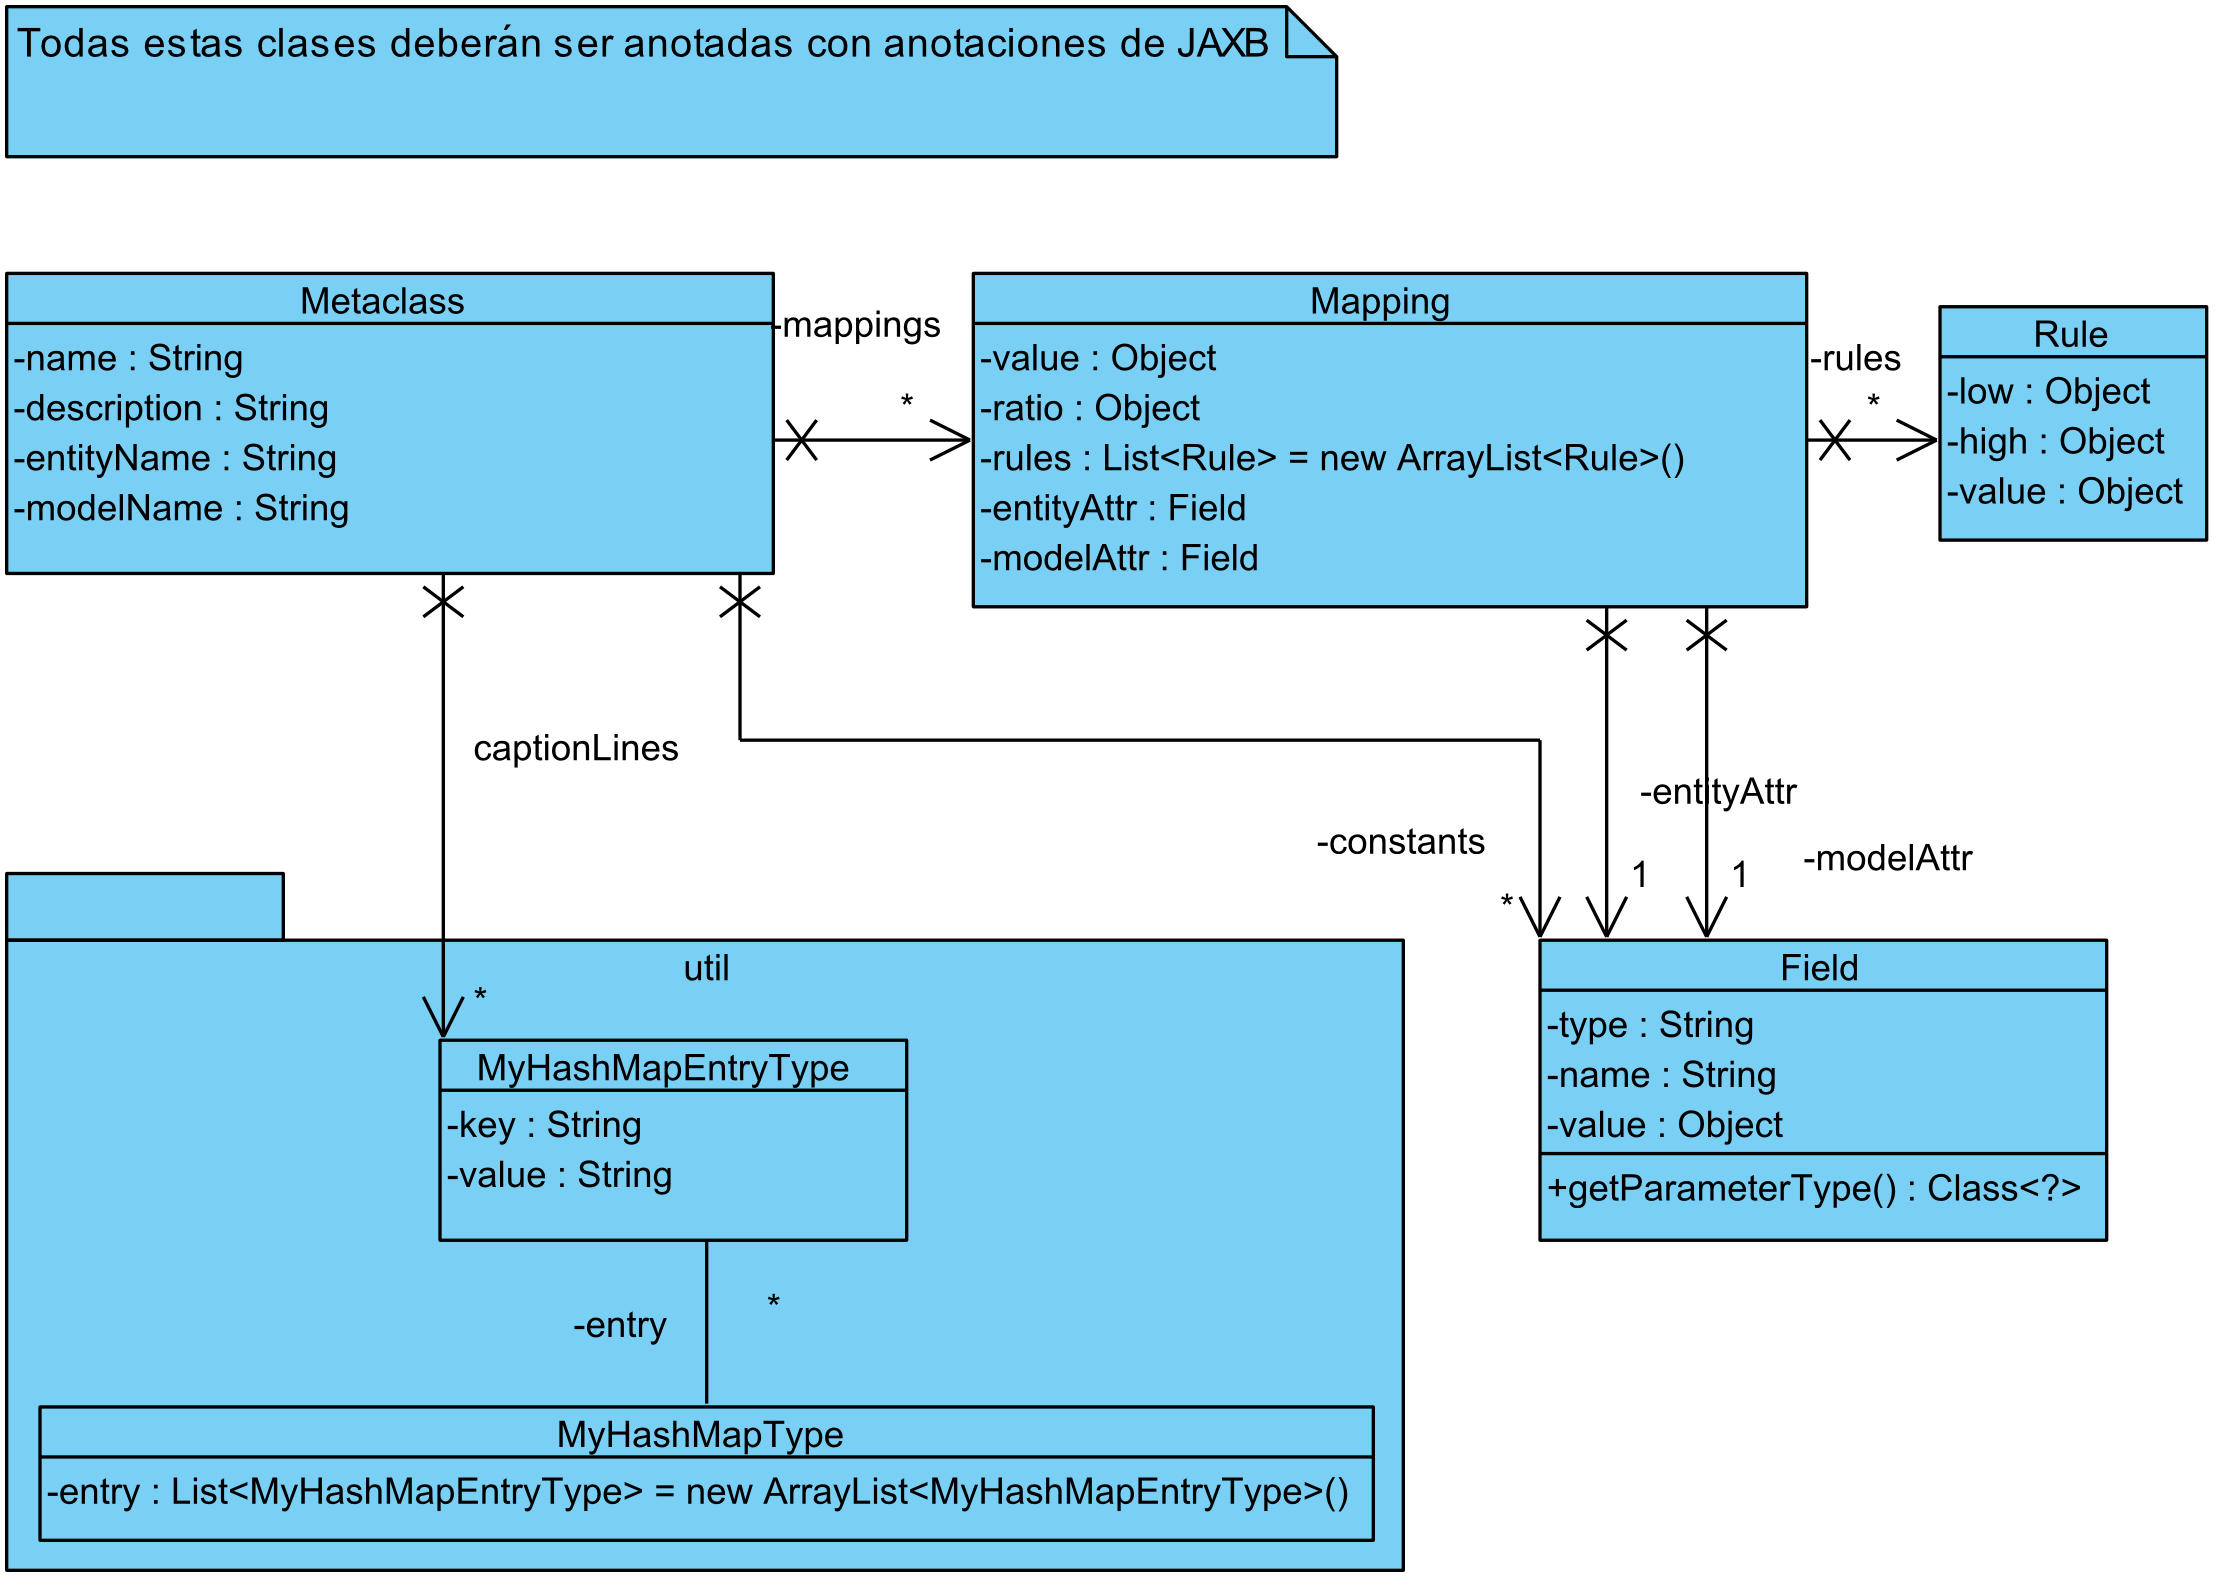 Todas estas clases deberán ser anotadas con anotaciones de JAXB
Metaclass
-name : String
-description : String
-entityName : String
-modelName : String
-mappings
*
Mapping
-value : Object
-ratio : Object
-rules : List<Rule> = new ArrayList<Rule>()
-entityAttr : Field
-modelAttr : Field
-rules
*
Rule
-low : Object
-high : Object
-value : Object
captionLines
*
-constants
*
-entityAttr
1
-modelAttr
1
util
MyHashMapEntryType
-key : String
-value : String
-entry
*
MyHashMapType
-entry : List<MyHashMapEntryType> = new ArrayList<MyHashMapEntryType>()
Field
-type : String
-name : String
-value : Object
+getParameterType() : Class<?>